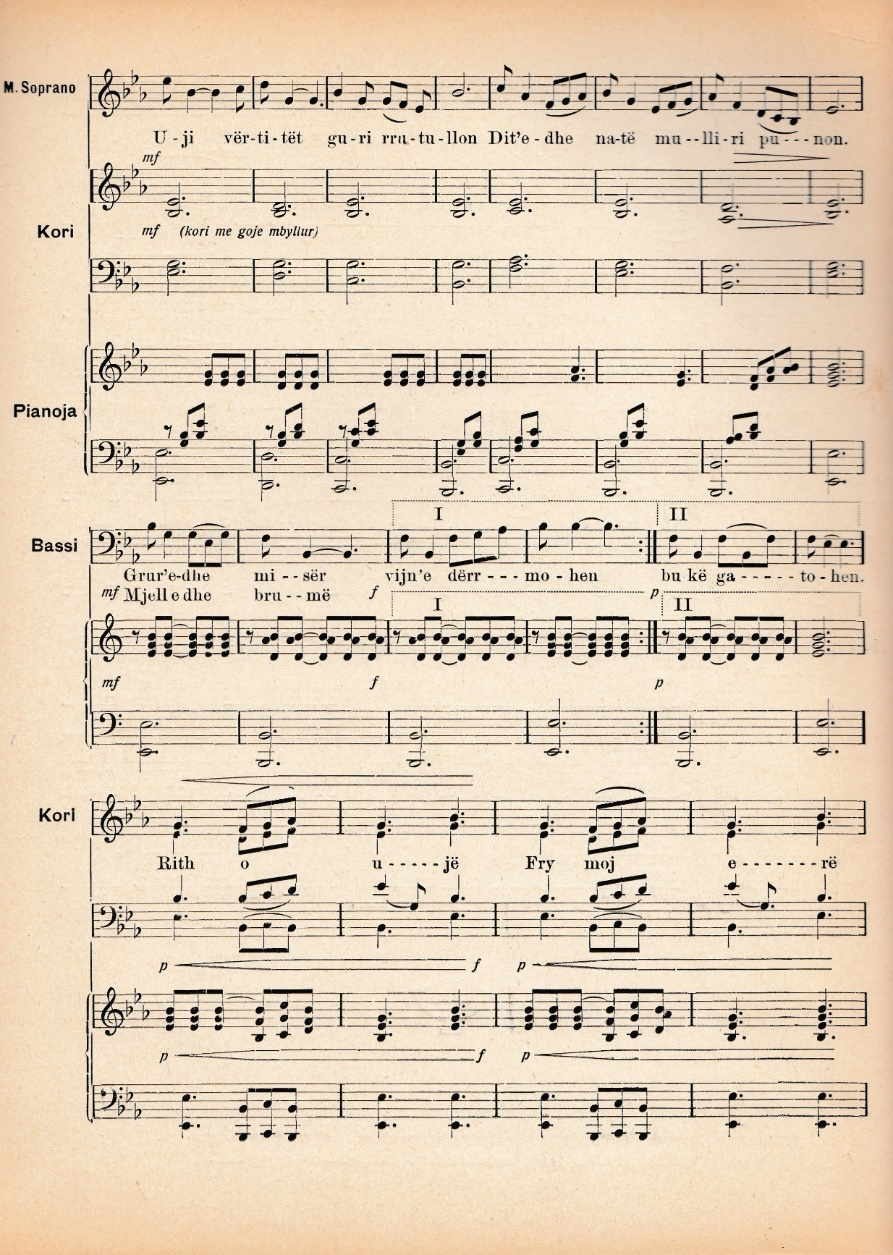 M. Soprano
U - ji vër-ti-tët gu-ri rru-tu-llon Dit'e-dhe na-të mu--lli-ri pu---non.
mf
Kori
mf (kori me goje mbyllur)
Pianoja
I II
Bassi
Grur'e-dhe mi--sër vijn'e dërr---mo-hen bu kë ga-----to-hen.
mf Mjell e dhe bru--më f p
I II
mf f p
Kori
Rith o u-----jë Fry moj e------rë
p f p
p f p